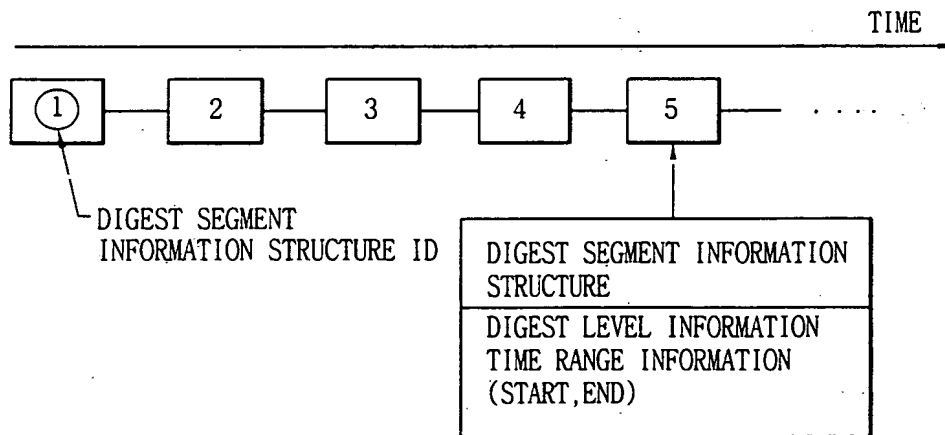 TIME
1 2 3 4 5 ....
DIGEST SEGMENT
INFORMATION STRUCTURE ID
DIGEST SEGMENT INFORMATION
STRUCTURE
DIGEST LEVEL INFORMATION
TIME RANGE INFORMATION
(START,END)